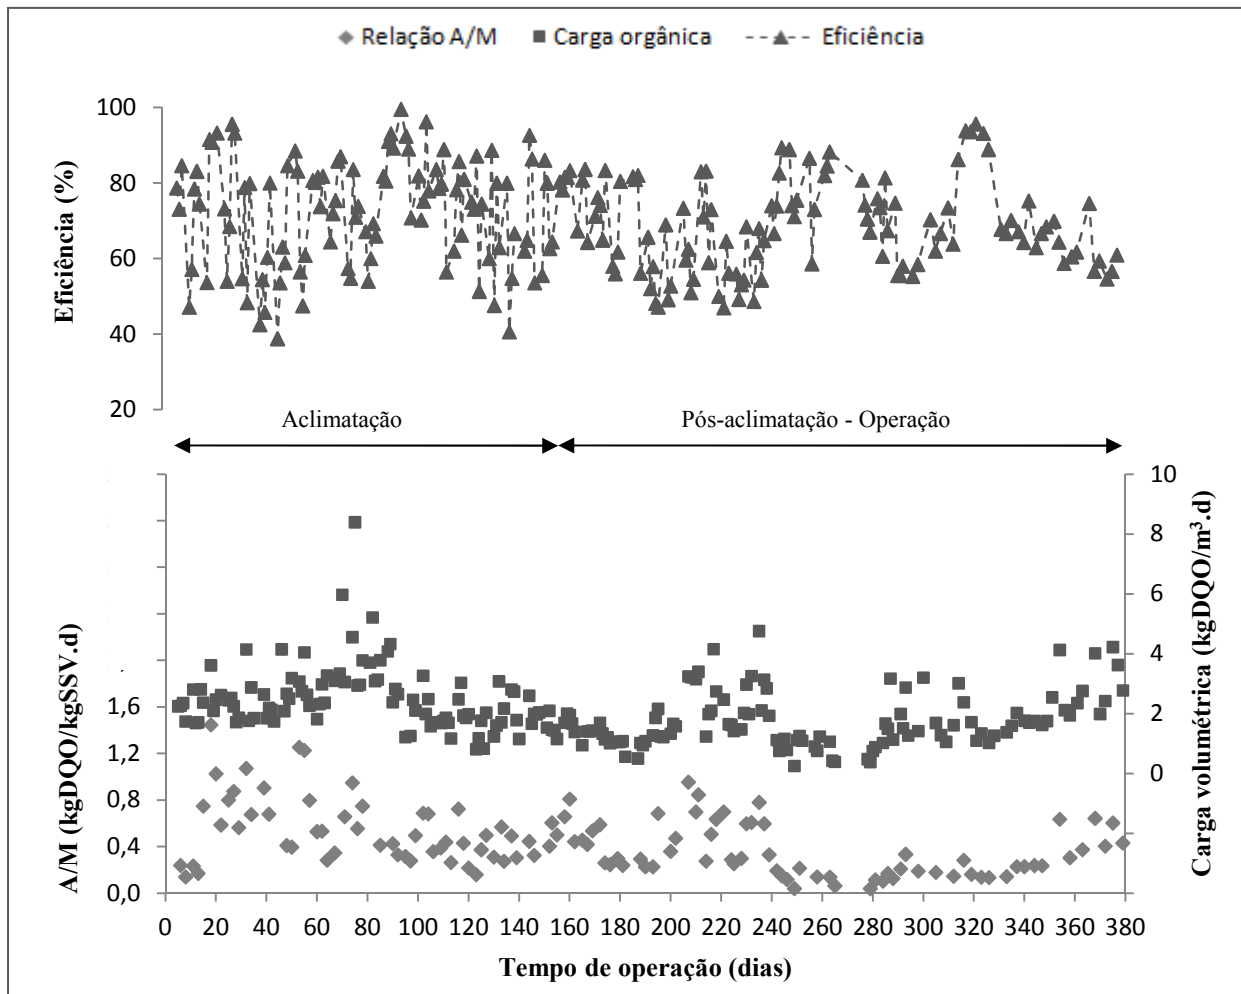 Relação A/M Carga orgânica Eficiência
100
80
60
40
20
Eficiência (%)
Aclimatação Pós-aclimatação - Operação
10
8
6
4
2
0
Carga volumétrica (kgDQO/m³.d)
1,6
1,2
0,8
0,4
0,0
A/M (kgDQO/kgSSV.d)
0 20 40 60 80 100 120 140 160 180 200 220 240 260 280 300 320 340 360 380
Tempo de operação (dias)